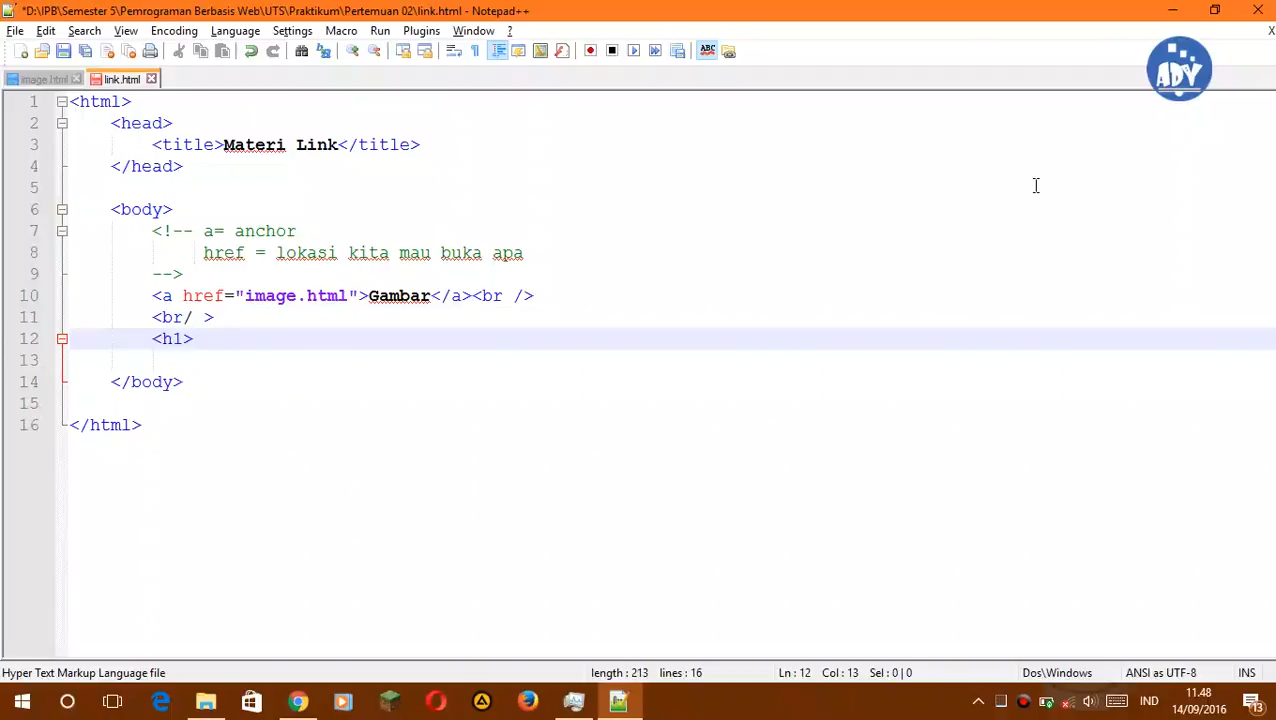 *D:\IPB\Semester 5\Pemrograman Berbasis Web\UTS\Praktikum\Pertemuan 02\link.html - Notepad++
File Edit Search View Encoding Language Settings Macro Run Plugins Window ? X
ABC
ADY
image.html link.html
1 <html>
2 <head>
3 <title>Materi Link</title>
4 </head>
5
6 <body>
7 <!-- a= anchor
8 href = lokasi kita mau buka apa
9 -->
10 <a href="image.html">Gambar</a><br />
11 <br/ >
12 <h1>
13
14 </body>
15
16 </html>
Hyper Text Markup Language file length : 213 lines : 16 Ln : 12 Col : 13 Sel : 0 | 0 Dos\Windows ANSI as UTF-8 INS
IND 11.48
14/09/2016 13